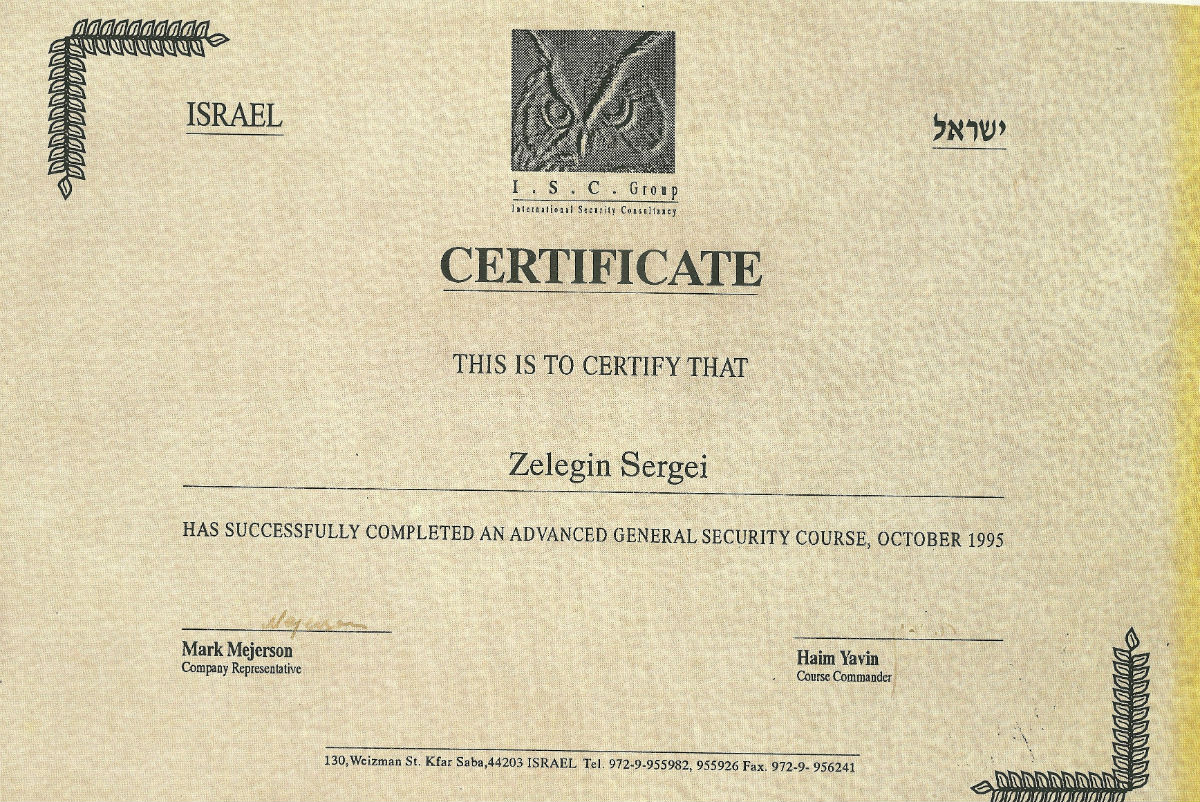 ISRAEL
ישראל
I.S.C. Group
International Security Consultancy
CERTIFICATE
THIS IS TO CERTIFY THAT
Zelegin Sergei
HAS SUCCESSFULLY COMPLETED AN ADVANCED GENERAL SECURITY COURSE, OCTOBER 1995
Mejerson
Mark Mejerson
Company Representative
Haim Yavin
Course Commander
130,Weizman St. Kfar Saba,44203 ISRAEL Tel. 972-9-955982, 955926 Fax. 972-9- 956241